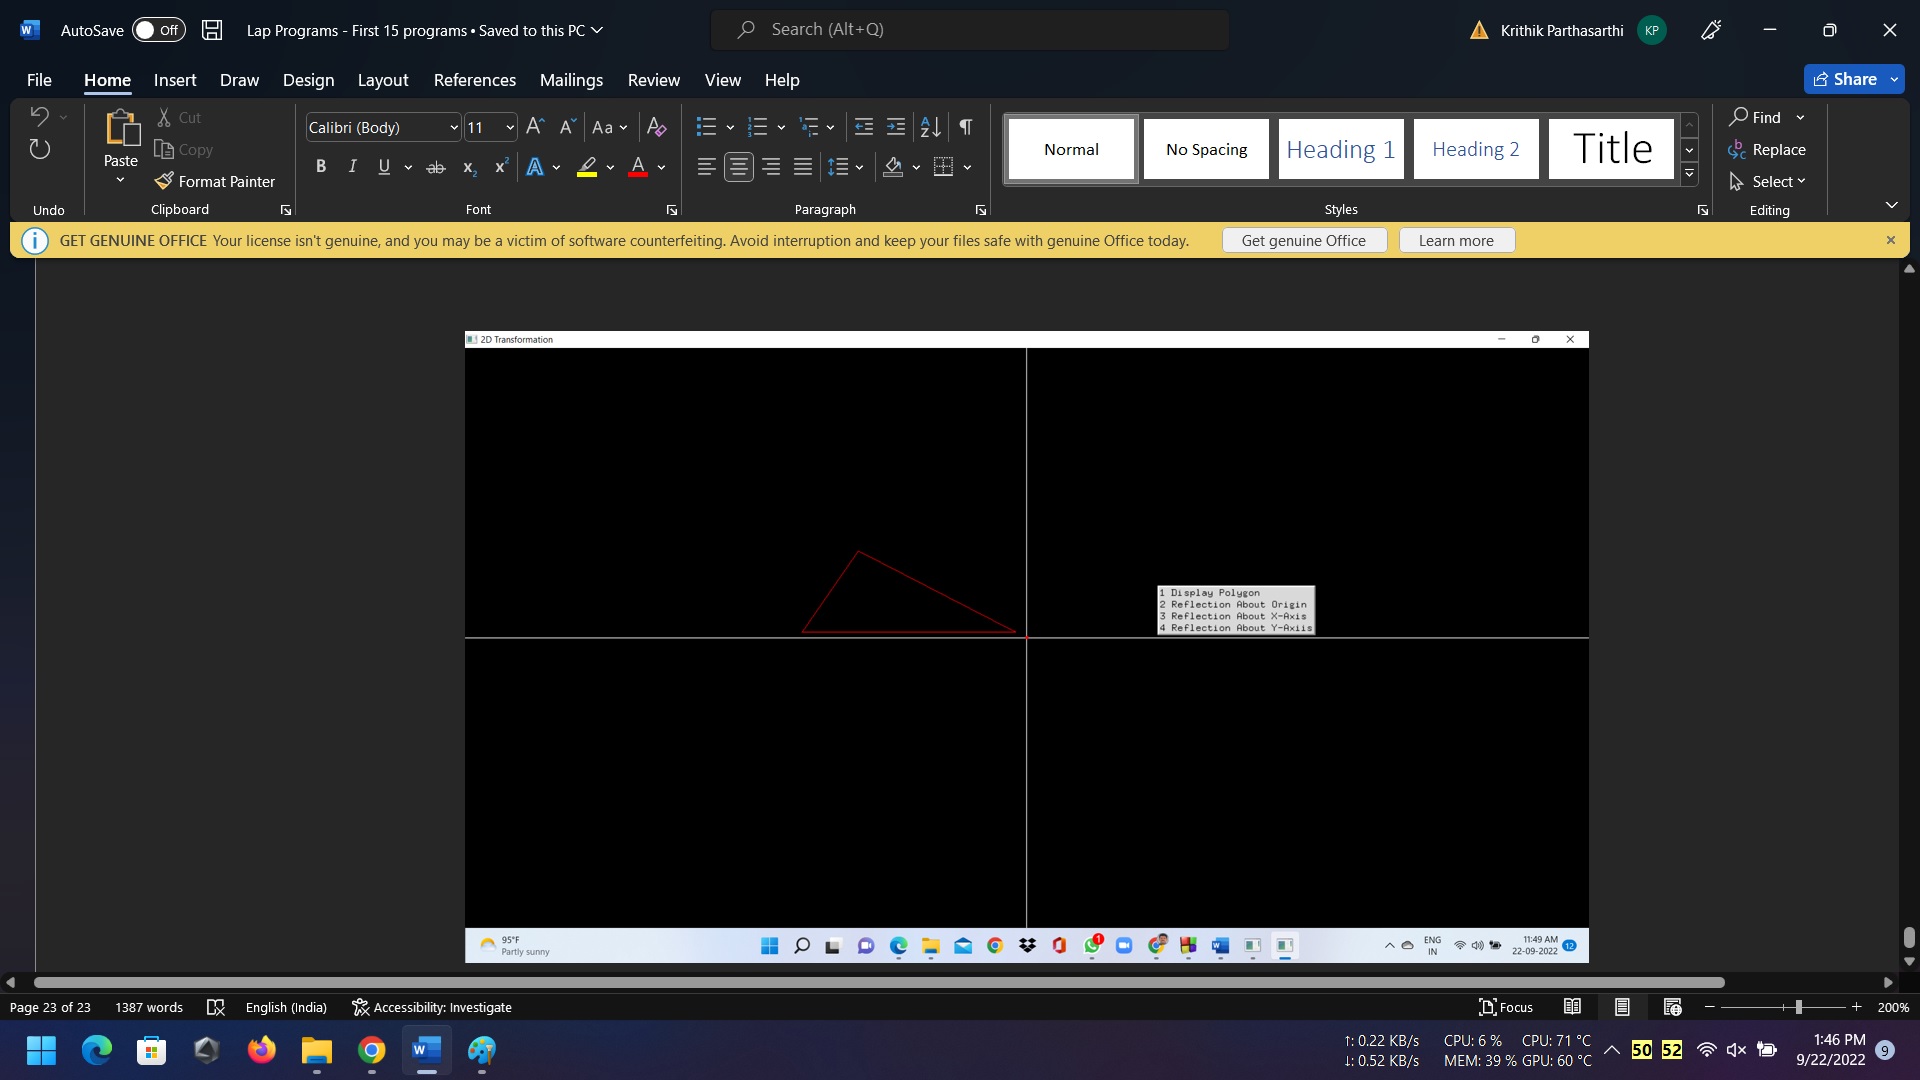 AutoSave Off Lap Programs - First 15 programs • Saved to this PC Search (Alt+Q) Krithik Parthasarthi KP
File Home Insert Draw Design Layout References Mailings Review View Help Share
Paste Cut Copy Format Painter
Calibri (Body) 11 Aa
B I U ab x₂ x² A A
Normal No Spacing Heading 1 Heading 2 Title
Find
Replace
Select
Undo Clipboard Font Paragraph Styles Editing
GET GENUINE OFFICE Your license isn't genuine, and you may be a victim of software counterfeiting. Avoid interruption and keep your files safe with genuine Office today. Get genuine Office Learn more
2D Transformation
1 Display Polygon
2 Reflection About Origin
3 Reflection About X-Axis
4 Reflection About Y-Axiis
95°F
Partly sunny
1
ENG
IN
11:49 AM
22-09-2022
12
Page 23 of 23 1387 words English (India) Accessibility: Investigate Focus 200%
↑: 0.22 KB/s CPU: 6 % CPU: 71 °C
↓: 0.52 KB/s MEM: 39 % GPU: 60 °C
50 52
1:46 PM
9/22/2022
9